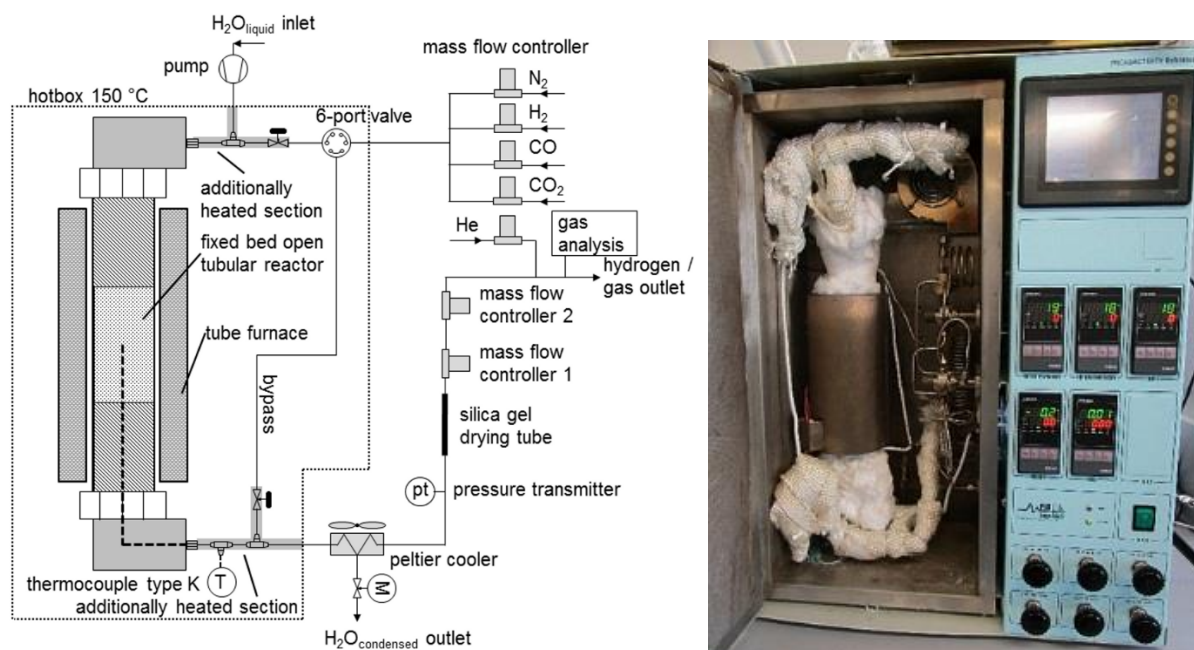 H₂Oliquid inlet
pump
hotbox 150 °C
mass flow controller
N₂
6-port valve
H₂
CO
CO₂
additionally
heated section
He
gas
analysis
fixed bed open
tubular reactor
hydrogen /
gas outlet
mass flow
controller 2
tube furnace
mass flow
controller 1
bypass
silica gel
drying tube
pt
pressure transmitter
peltier cooler
thermocouple type K
T
M
additionally heated section
H₂Ocondensed outlet